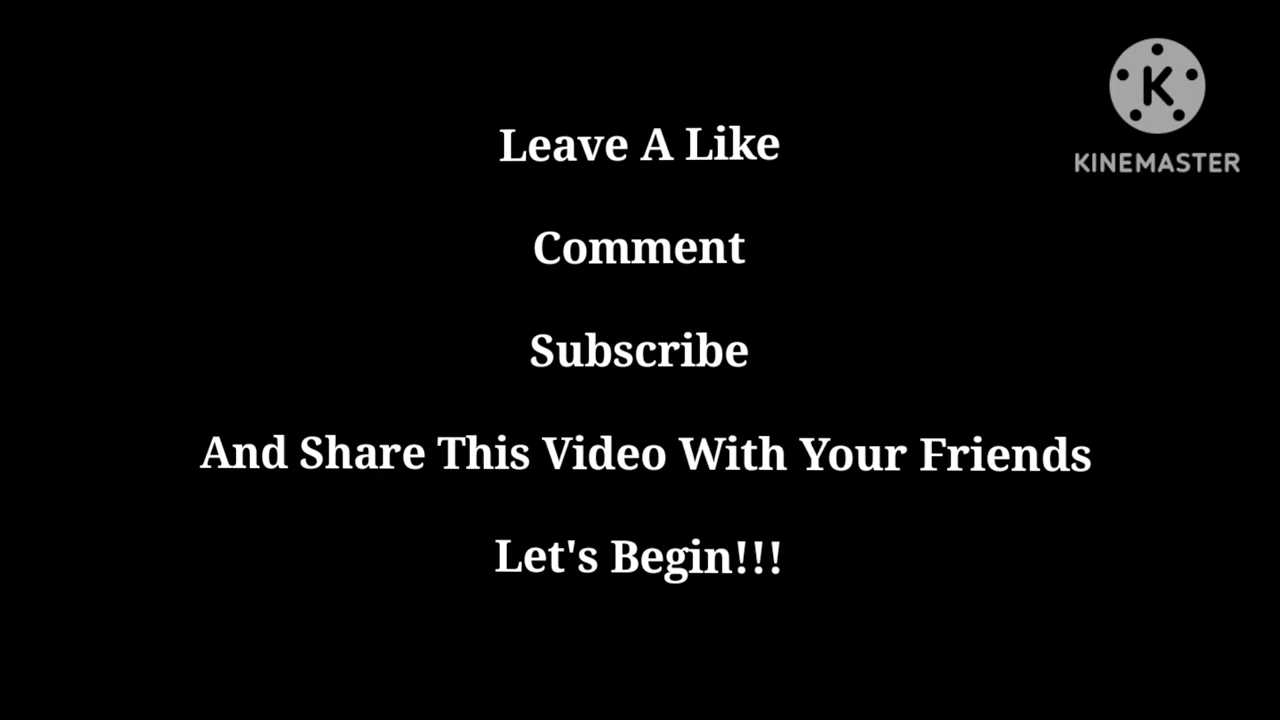 Leave A Like
K
KINEMASTER
Comment
Subscribe
And Share This Video With Your Friends
Let's Begin!!!